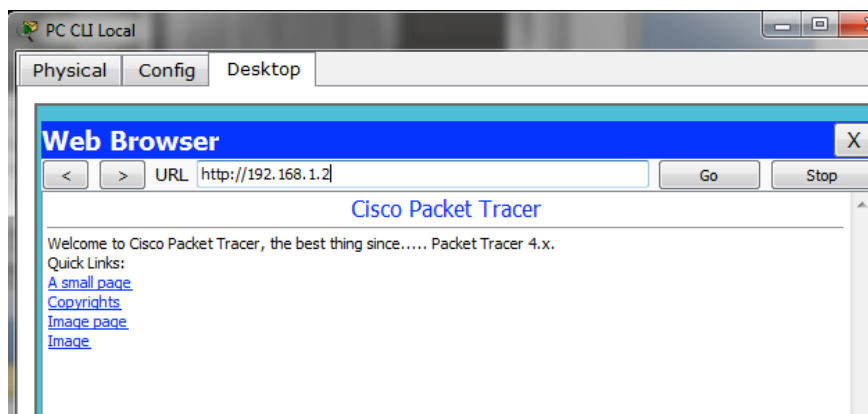 PC CLI Local
Physical Config Desktop
Web Browser X
< > URL http://192.168.1.2 Go Stop
Cisco Packet Tracer
Welcome to Cisco Packet Tracer, the best thing since..... Packet Tracer 4.x.
Quick Links:
A small page
Copyrights
Image page
Image